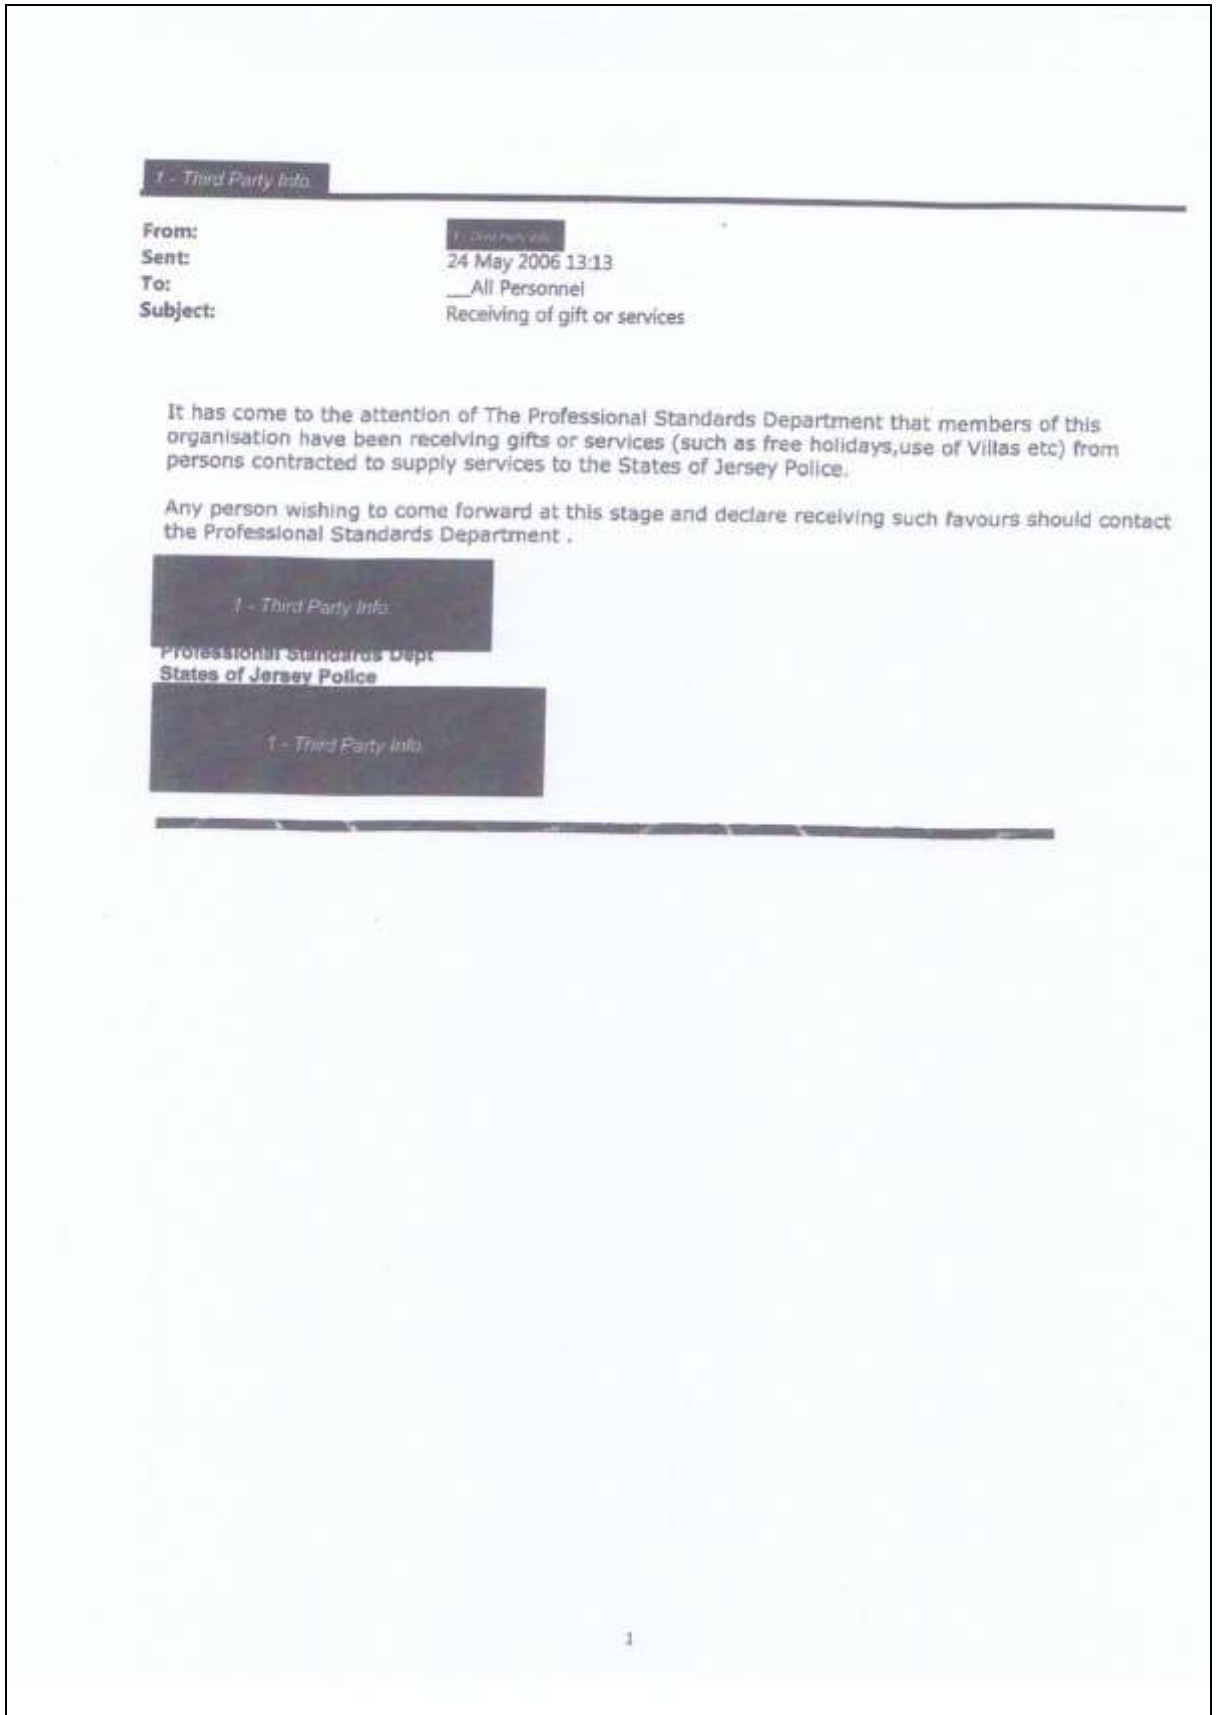 1 - Third Party Info.
From: 1 - Third Party Info.
Sent: 24 May 2006 13:13
To: __All Personnel
Subject: Receiving of gift or services
It has come to the attention of The Professional Standards Department that members of this
organisation have been receiving gifts or services (such as free holidays,use of Villas etc) from
persons contracted to supply services to the States of Jersey Police.
Any person wishing to come forward at this stage and declare receiving such favours should contact
the Professional Standards Department .
1 - Third Party Info.
Professional Standards Dept
States of Jersey Police
1 - Third Party Info.
1